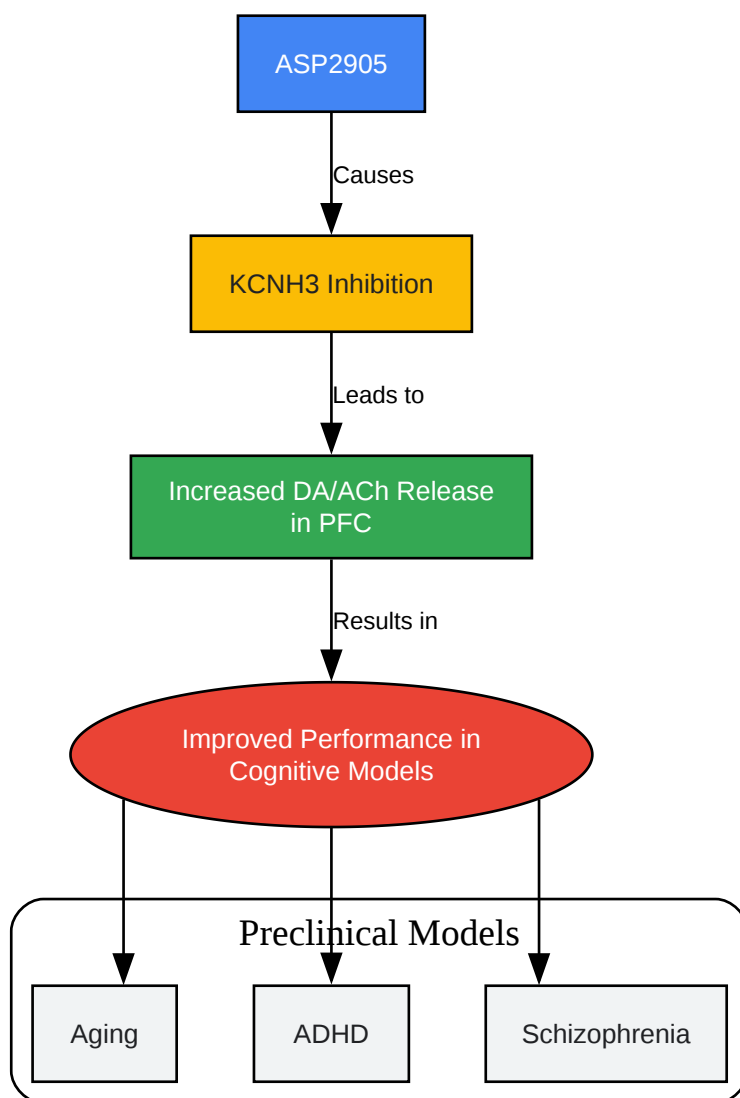 ASP2905
Causes
KCNH3 Inhibition
Leads to
Increased DA/ACh Release
in PFC
Results in
Improved Performance in
Cognitive Models
Preclinical Models
Aging
ADHD
Schizophrenia